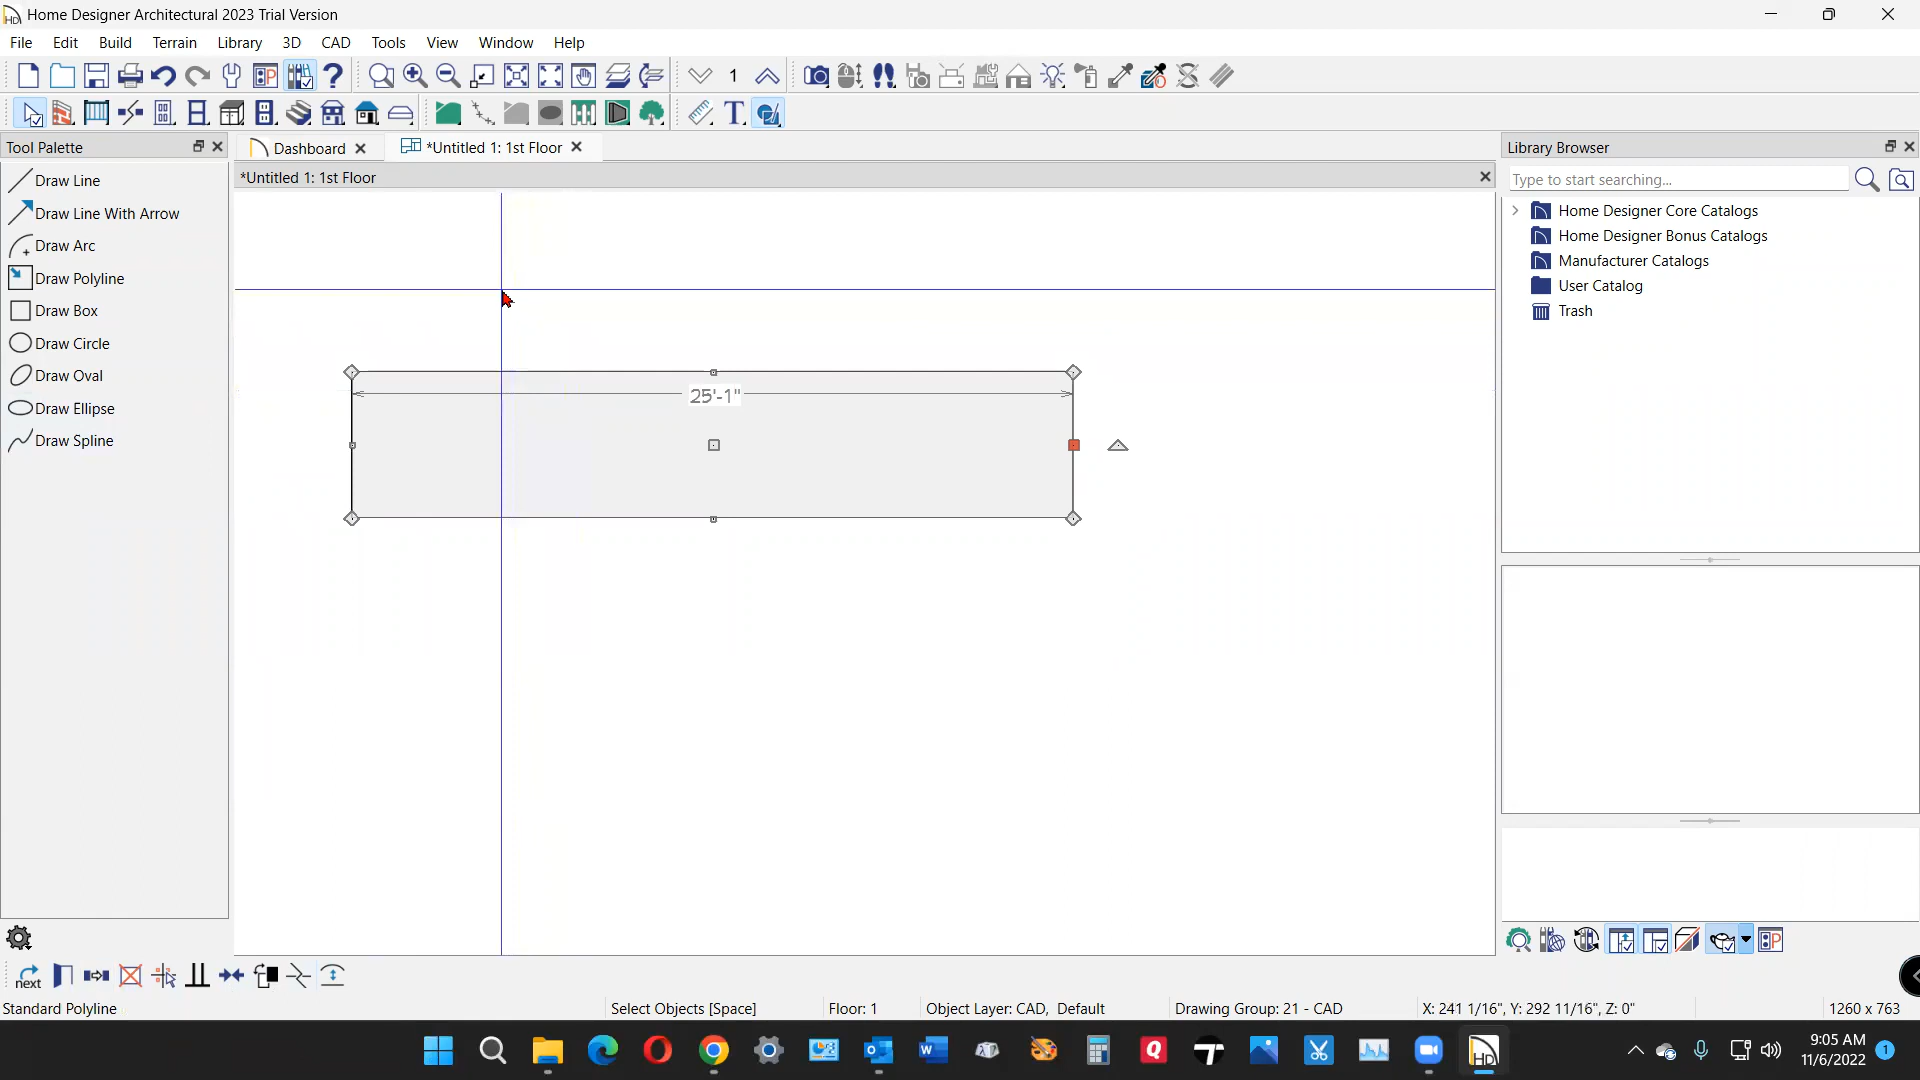 Home Designer Architectural 2023 Trial Version
File Edit Build Terrain Library 3D CAD Tools View Window Help
1
Tool Palette
Dashboard
*Untitled 1: 1st Floor
Library Browser
*Untitled 1: 1st Floor
Type to start searching...
Draw Line
Draw Line With Arrow
Draw Arc
Draw Polyline
Draw Box
Draw Circle
Draw Oval
Draw Ellipse
Draw Spline
25'-1"
Home Designer Core Catalogs
Home Designer Bonus Catalogs
Manufacturer Catalogs
User Catalog
Trash
next
Standard Polyline
Select Objects [Space]
Floor: 1
Object Layer: CAD, Default
Drawing Group: 21 - CAD
X: 241 1/16", Y: 292 11/16", Z: 0"
1260 x 763
9:05 AM
11/6/2022
1